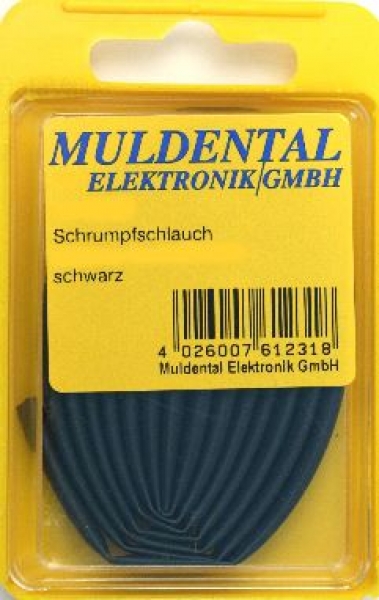 MULDENTAL
ELEKTRONIK/GMBH
Schrumpfschlauch
schwarz
4 026007 612318
Muldental Elektronik GmbH